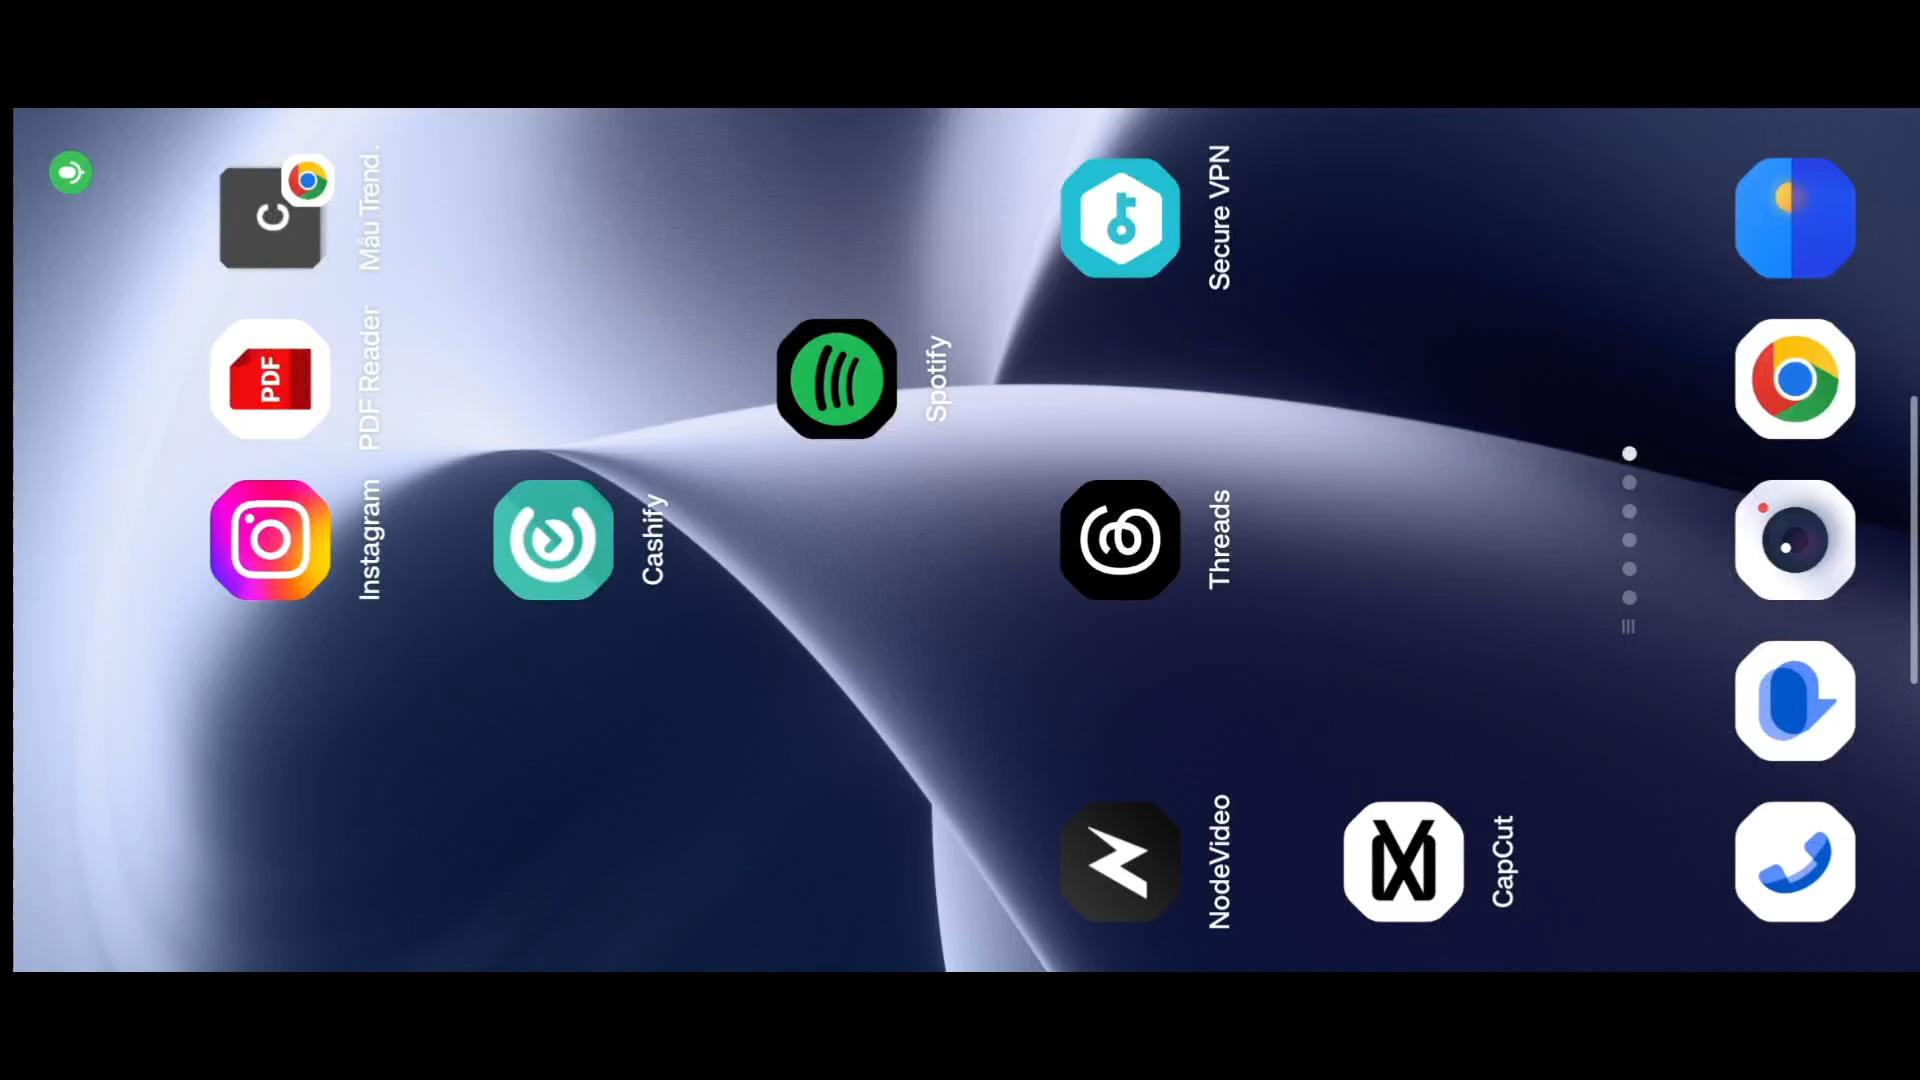 Instagram
PDF Reader
PDF
Mẫu Trend.
C
Cashify
Spotify
NodeVideo
Threads
Secure VPN
CapCut